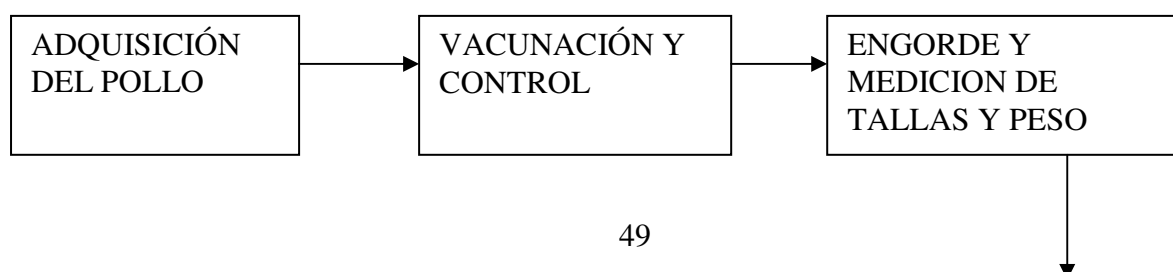 ADQUISICIÓN
DEL POLLO
VACUNACIÓN Y
CONTROL
ENGORDE Y
MEDICION DE
TALLAS Y PESO
49